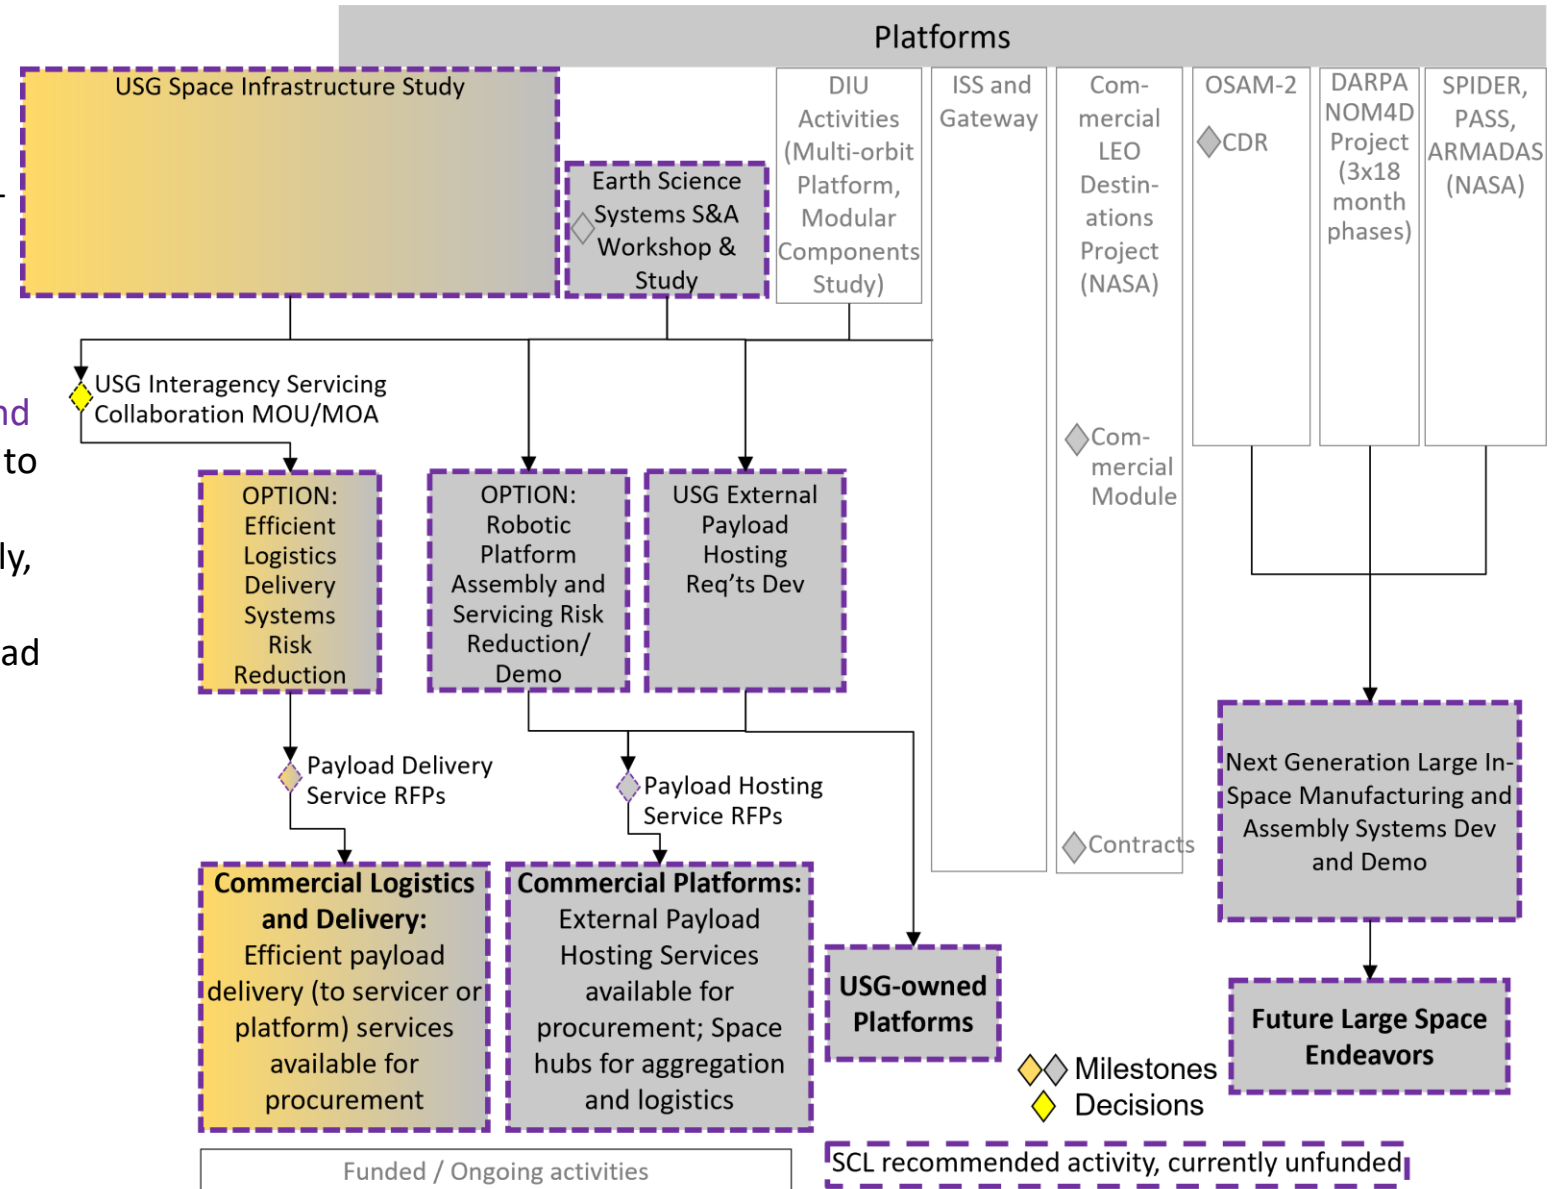 Platforms
USG Space Infrastructure Study
Earth Science
Systems S&A
Workshop &
Study
DIU
Activities
(Multi-orbit
Platform,
Modular
Components
Study)
ISS and
Gateway
Com-
mercial
LEO
Destin-
ations
Project
(NASA)
OSAM-2
CDR
DARPA
NOM4D
Project
(3x18
month
phases)
SPIDER,
PASS,
ARMADAS
(NASA)
nd
to
ly,
ad
USG Interagency Servicing
Collaboration MOU/MOA
Com-
mercial
Module
Contracts
OPTION:
Efficient
Logistics
Delivery
Systems
Risk
Reduction
OPTION:
Robotic
Platform
Assembly and
Servicing Risk
Reduction/
Demo
USG External
Payload
Hosting
Req'ts Dev
Payload Delivery
Service RFPs
Payload Hosting
Service RFPs
Next Generation Large In-
Space Manufacturing and
Assembly Systems Dev
and Demo
Commercial Logistics
and Delivery:
Efficient payload
delivery (to servicer or
platform) services
available for
procurement
Commercial Platforms:
External Payload
Hosting Services
available for
procurement; Space
hubs for aggregation
and logistics
USG-owned
Platforms
Future Large Space
Endeavors
Milestones
Decisions
Funded / Ongoing activities
SCL recommended activity, currently unfunded